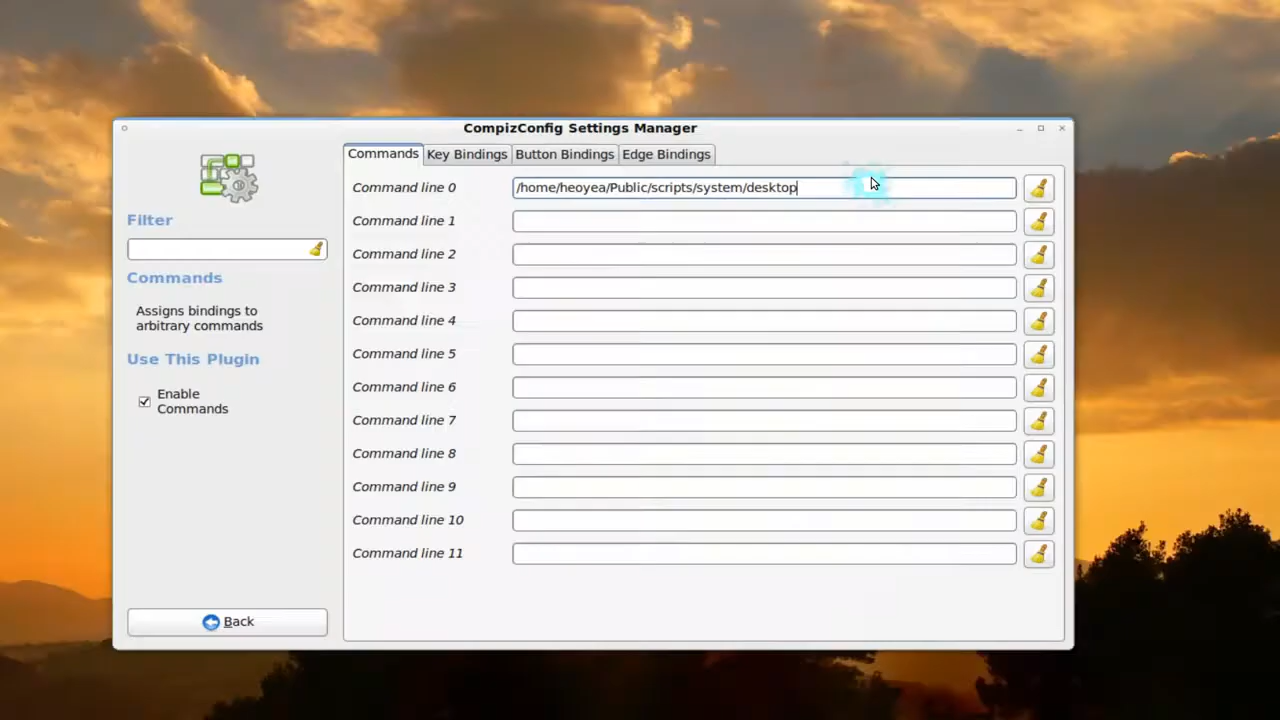 CompizConfig Settings Manager
Commands Key Bindings Button Bindings Edge Bindings
Filter
Commands
Assigns bindings to
arbitrary commands
Use This Plugin
Enable
Commands
Back
Command line 0 /home/heoyea/Public/scripts/system/desktop
Command line 1
Command line 2
Command line 3
Command line 4
Command line 5
Command line 6
Command line 7
Command line 8
Command line 9
Command line 10
Command line 11